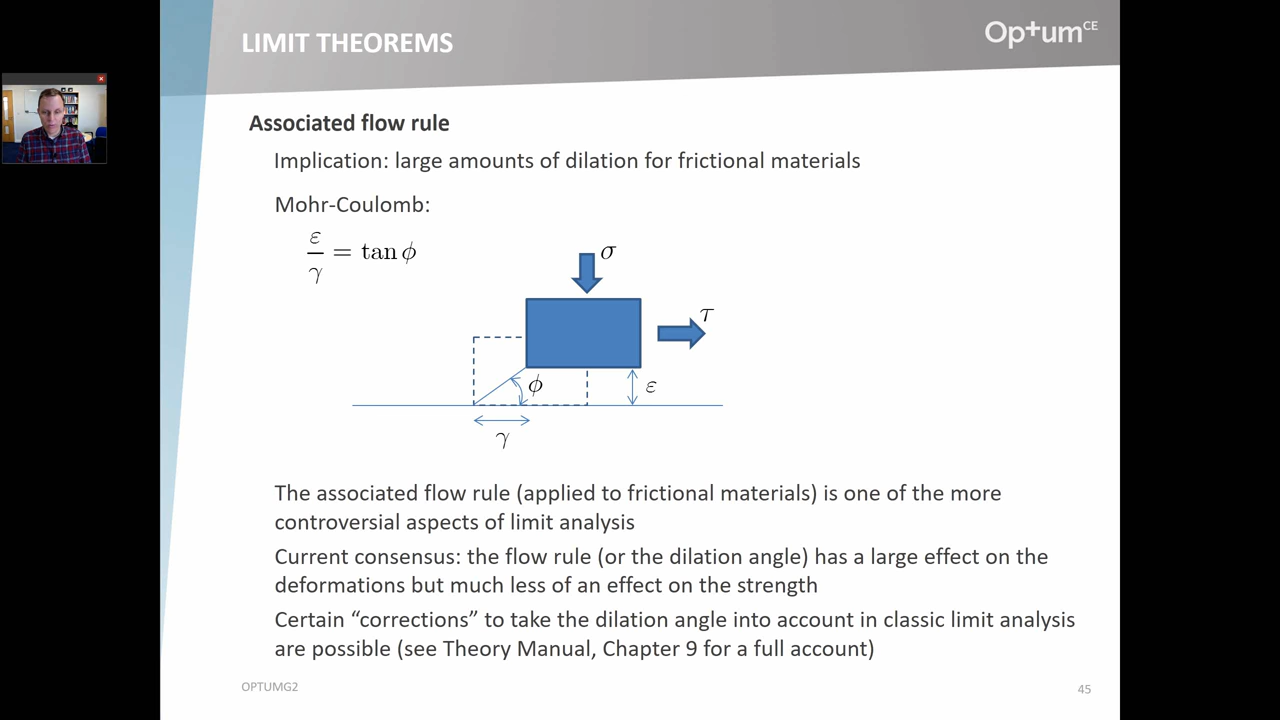 LIMIT THEOREMS
Op+um CE
Associated flow rule
Implication: large amounts of dilation for frictional materials
Mohr-Coulomb:
ε/γ = tan ϕ
σ
τ
ϕ
ε
γ
The associated flow rule (applied to frictional materials) is one of the more
controversial aspects of limit analysis
Current consensus: the flow rule (or the dilation angle) has a large effect on the
deformations but much less of an effect on the strength
Certain “corrections” to take the dilation angle into account in classic limit analysis
are possible (see Theory Manual, Chapter 9 for a full account)
OPTUMG2
45